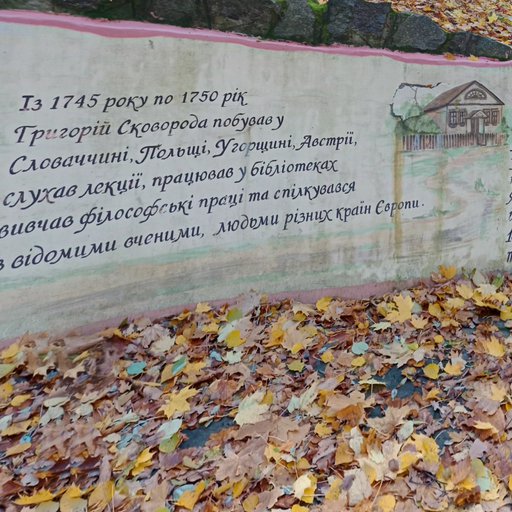 Із 1745 року по 1750 рік
Григорій Сковорода побував у
Словаччині, Польщі, Угорщині, Австрії,
слухав лекції, працював у бібліотеках
вивчав філософські праці та спілкувався
з відомими вченими, людьми різних країн Європи.